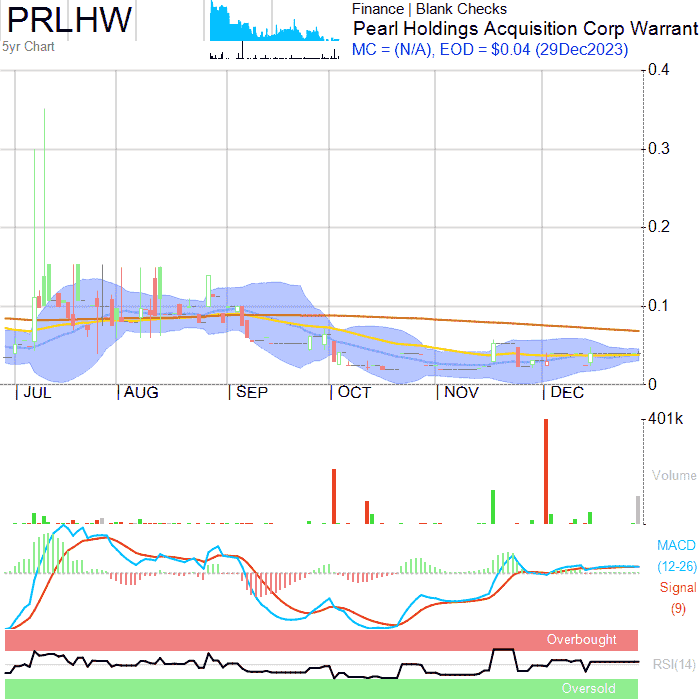 PRLHW
5yr Chart
Finance | Blank Checks
Pearl Holdings Acquisition Corp Warrant
MC = (N/A), EOD = $0.04 (29Dec2023)
0.4
0.3
0.2
0.1
0
JUL AUG SEP OCT NOV DEC
401k
Volume
MACD
(12-26)
Signal
(9)
Overbought
RSI(14)
Oversold